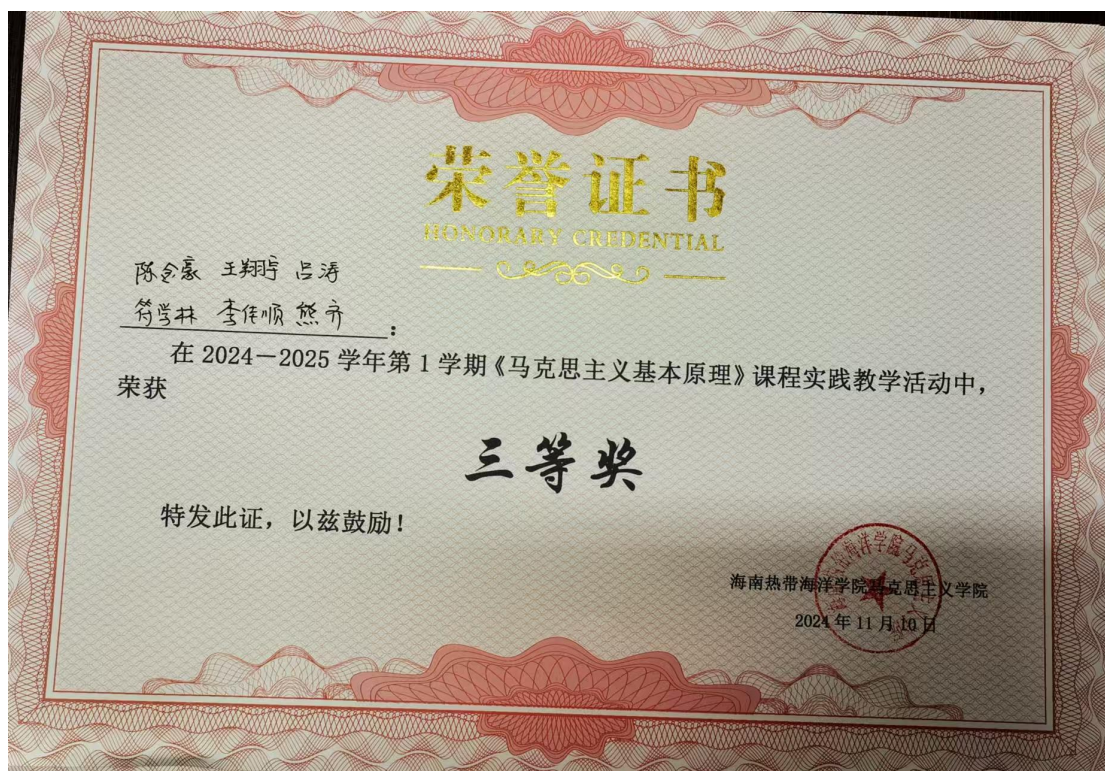 荣誉证书
HONORARY CREDENTIAL
陈会豪 王翔宇 吕涛
符学林 李伟顺 熊齐：
在 2024—2025 学年第 1 学期《马克思主义基本原理》课程实践教学活动中，
荣获
三等奖
特发此证，以兹鼓励！
海南热带海洋学院马克思主义学院
2024 年 11 月 10 日